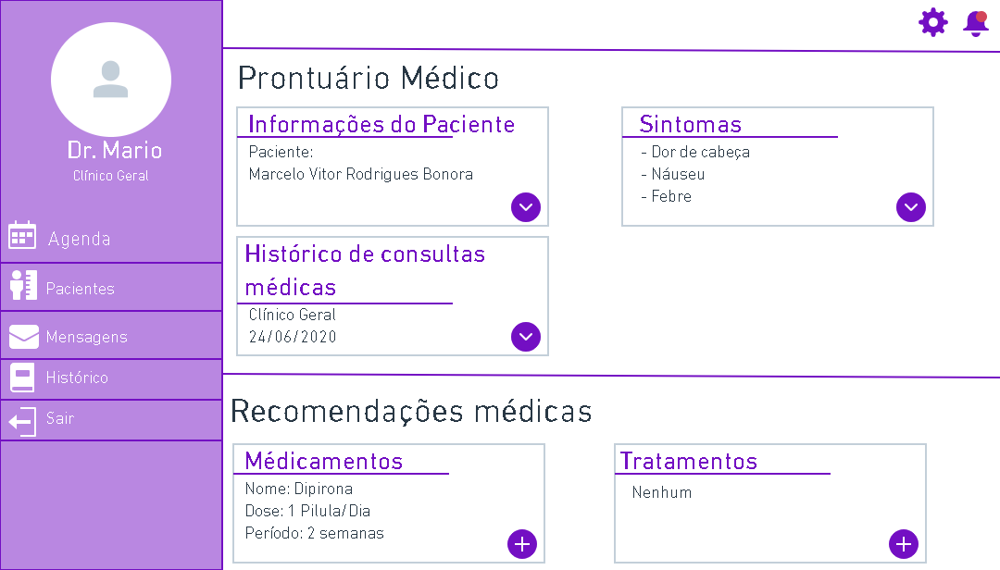 Dr. Mario
Clínico Geral
Agenda
Pacientes
Mensagens
Histórico
Sair
Prontuário Médico
Informações do Paciente
Paciente:
Marcelo Vitor Rodrigues Bonora
Sintomas
- Dor de cabeça
- Náuseu
- Febre
Histórico de consultas
médicas
Clínico Geral
24/06/2020
Recomendações médicas
Médicamentos
Nome: Dipirona
Dose: 1 Pilula/Dia
Período: 2 semanas
Tratamentos
Nenhum